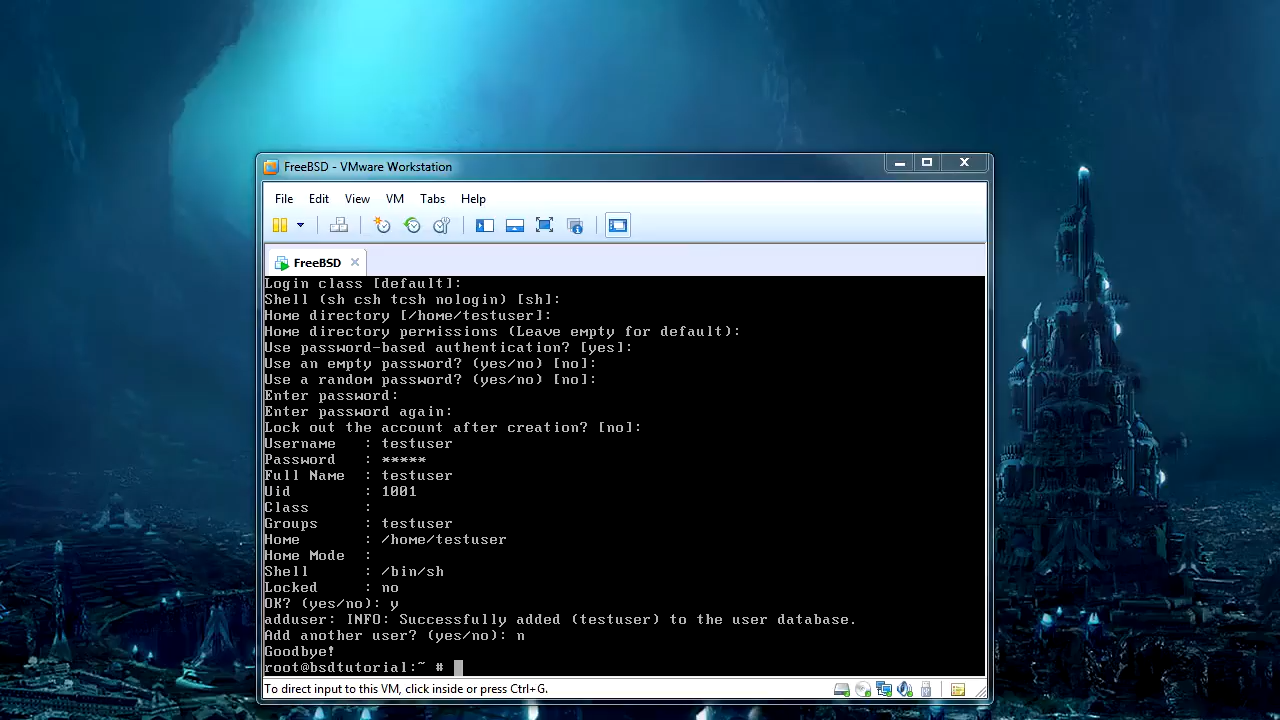 FreeBSD - VMware Workstation
File Edit View VM Tabs Help
FreeBSD
Login class [default]:
Shell (sh csh tcsh nologin) [sh]:
Home directory [/home/testuser]:
Home directory permissions (Leave empty for default):
Use password-based authentication? [yes]:
Use an empty password? (yes/no) [no]:
Use a random password? (yes/no) [no]:
Enter password:
Enter password again:
Lock out the account after creation? [no]:
Username : testuser
Password : *****
Full Name : testuser
Uid : 1001
Class :
Groups : testuser
Home : /home/testuser
Home Mode :
Shell : /bin/sh
Locked : no
OK? (yes/no): y
adduser: INFO: Successfully added (testuser) to the user database.
Add another user? (yes/no): n
Goodbye!
root@bsdtutorial:~ #
To direct input to this VM, click inside or press Ctrl+G.